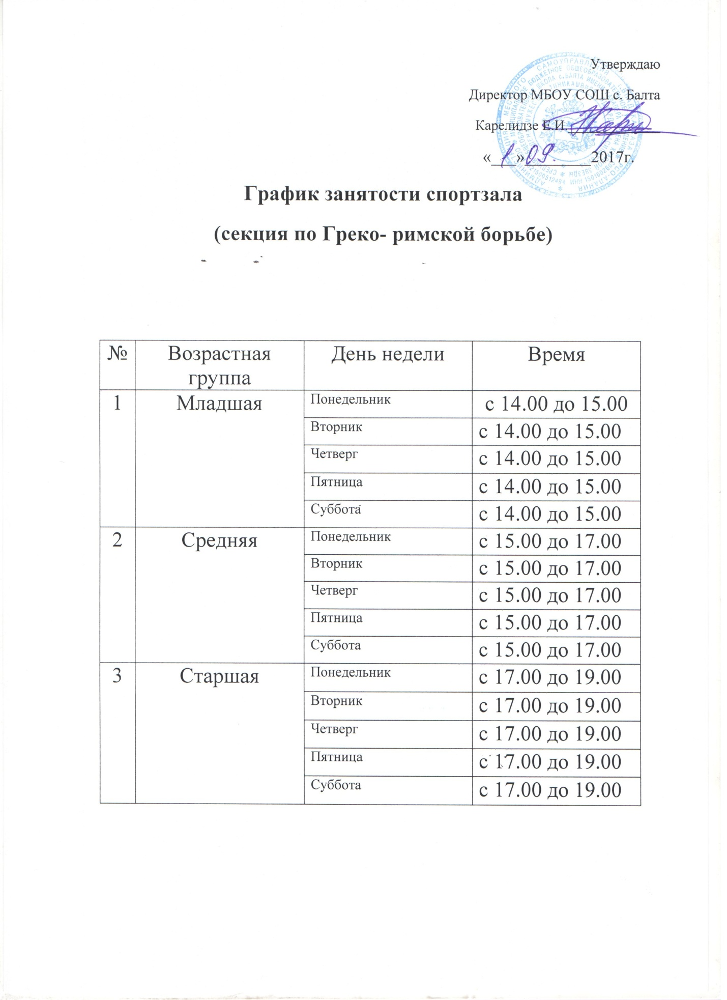 Утверждаю
Директор МБОУ СОШ с. Балта
Карелидзе Е.И.____________
«_1_» 09. ________2017г.
График занятости спортзала
(секция по Греко- римской борьбе)
№ Возрастная группа День недели Время
1 Младшая Понедельник с 14.00 до 15.00
Вторник с 14.00 до 15.00
Четверг с 14.00 до 15.00
Пятница с 14.00 до 15.00
Суббота с 14.00 до 15.00
2 Средняя Понедельник с 15.00 до 17.00
Вторник с 15.00 до 17.00
Четверг с 15.00 до 17.00
Пятница с 15.00 до 17.00
Суббота с 15.00 до 17.00
3 Старшая Понедельник с 17.00 до 19.00
Вторник с 17.00 до 19.00
Четверг с 17.00 до 19.00
Пятница с 17.00 до 19.00
Суббота с 17.00 до 19.00